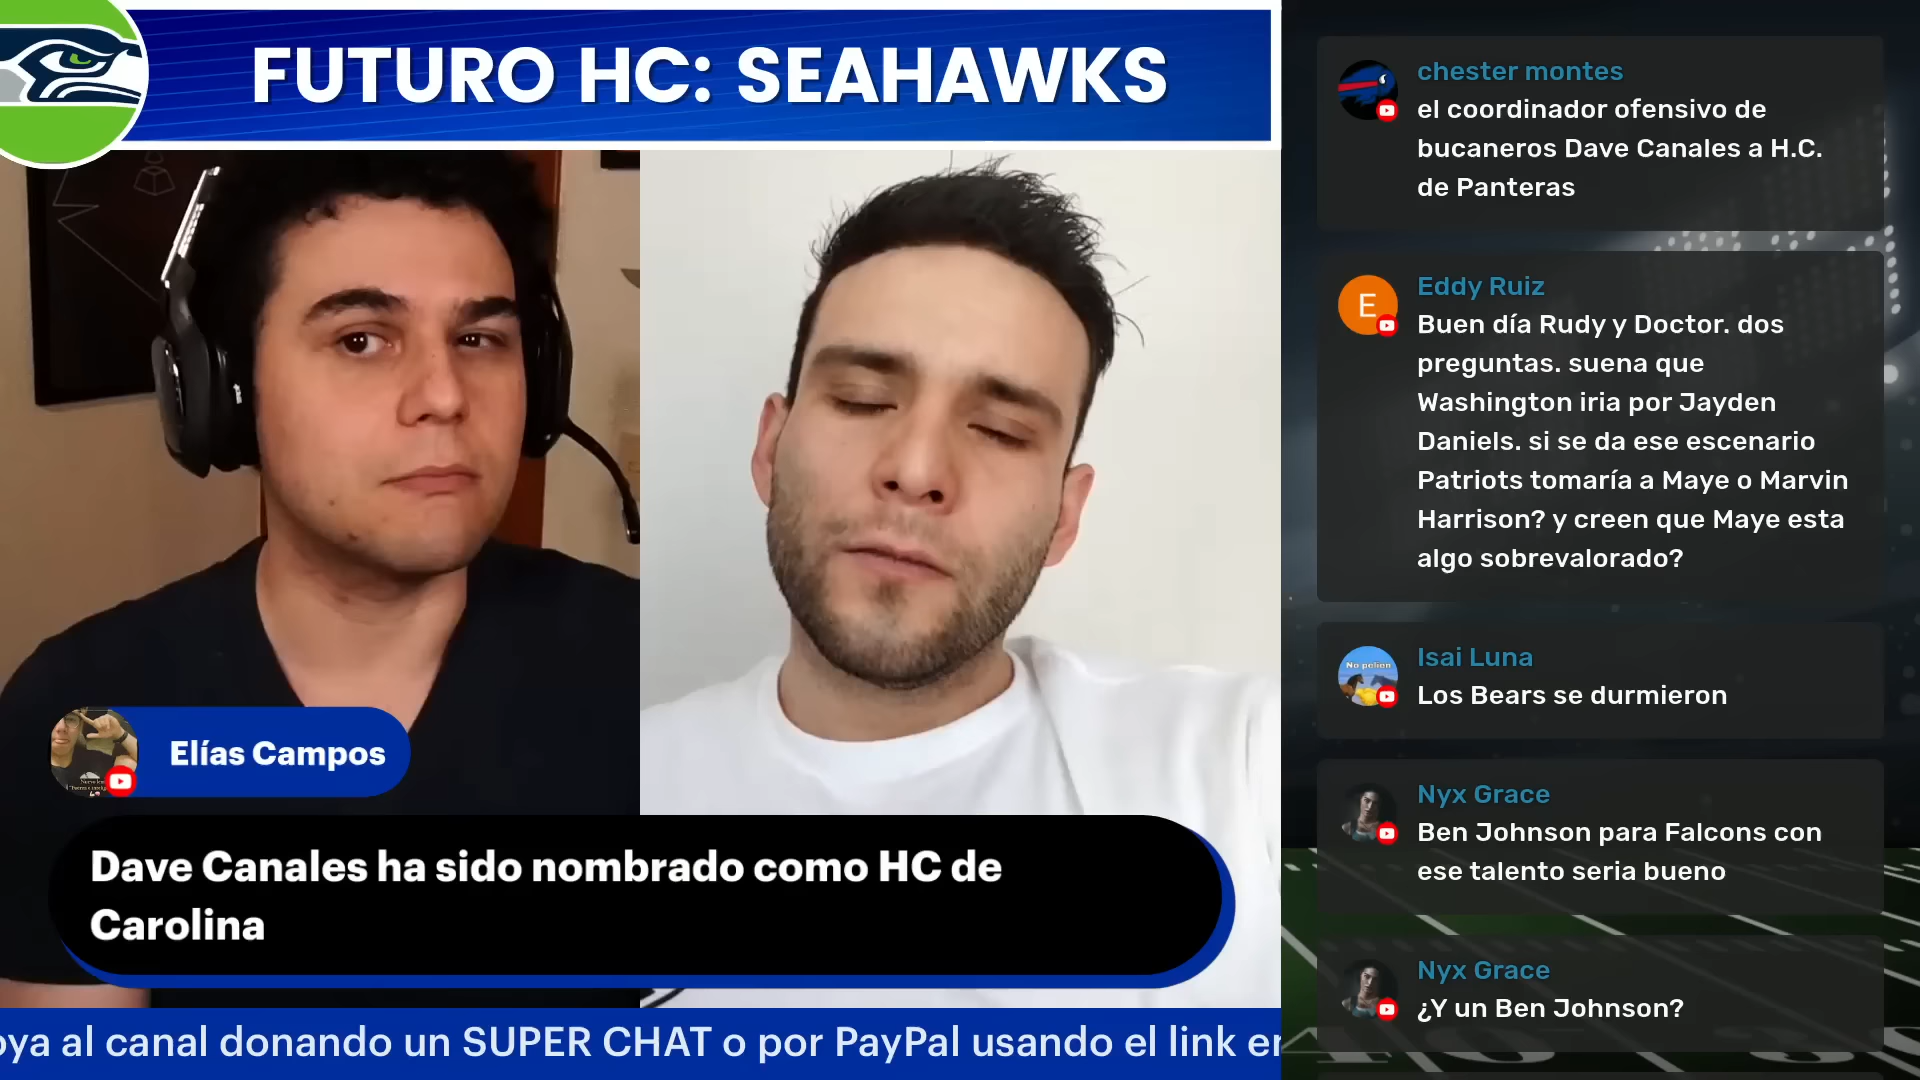 FUTURO HC: SEAHAWKS
Elías Campos
Dave Canales ha sido nombrado como HC de
Carolina
oya al canal donando un SUPER CHAT o por PayPal usando el link en
chester montes
el coordinador ofensivo de
bucaneros Dave Canales a H.C.
de Panteras
E
Eddy Ruiz
Buen día Rudy y Doctor. dos
preguntas. suena que
Washington iria por Jayden
Daniels. si se da ese escenario
Patriots tomaría a Maye o Marvin
Harrison? y creen que Maye esta
algo sobrevalorado?
No pelien
Isai Luna
Los Bears se durmieron
Nyx Grace
Ben Johnson para Falcons con
ese talento seria bueno
Nyx Grace
¿Y un Ben Johnson?